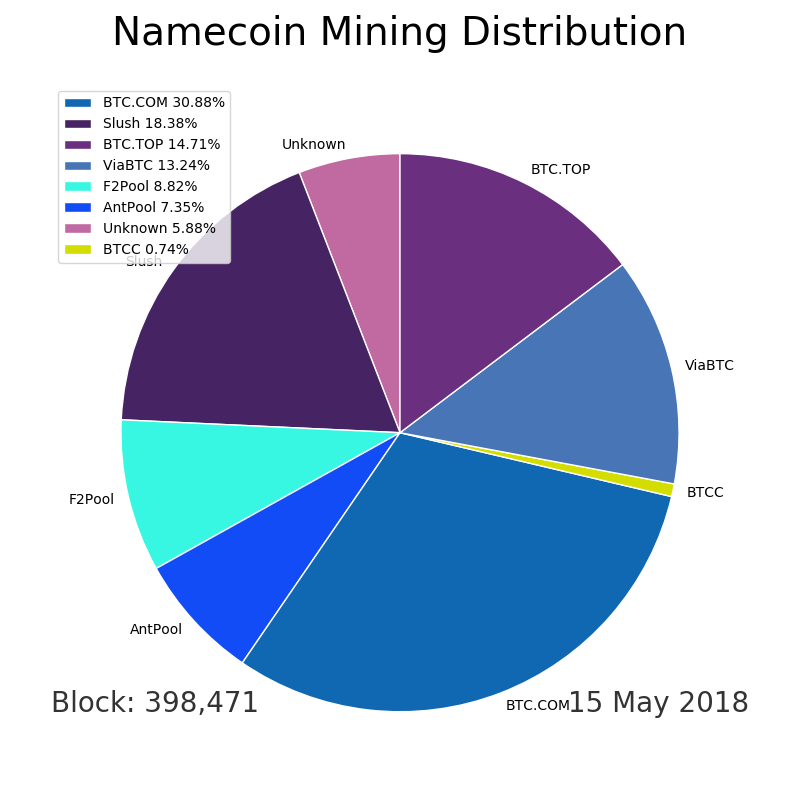 Namecoin Mining Distribution
BTC.COM 30.88%
Slush 18.38%
BTC.TOP 14.71%
ViaBTC 13.24%
F2Pool 8.82%
AntPool 7.35%
Unknown 5.88%
BTCC 0.74%
Unknown
BTC.TOP
Slush
ViaBTC
BTCC
F2Pool
AntPool
BTC.COM
Block: 398,471
15 May 2018